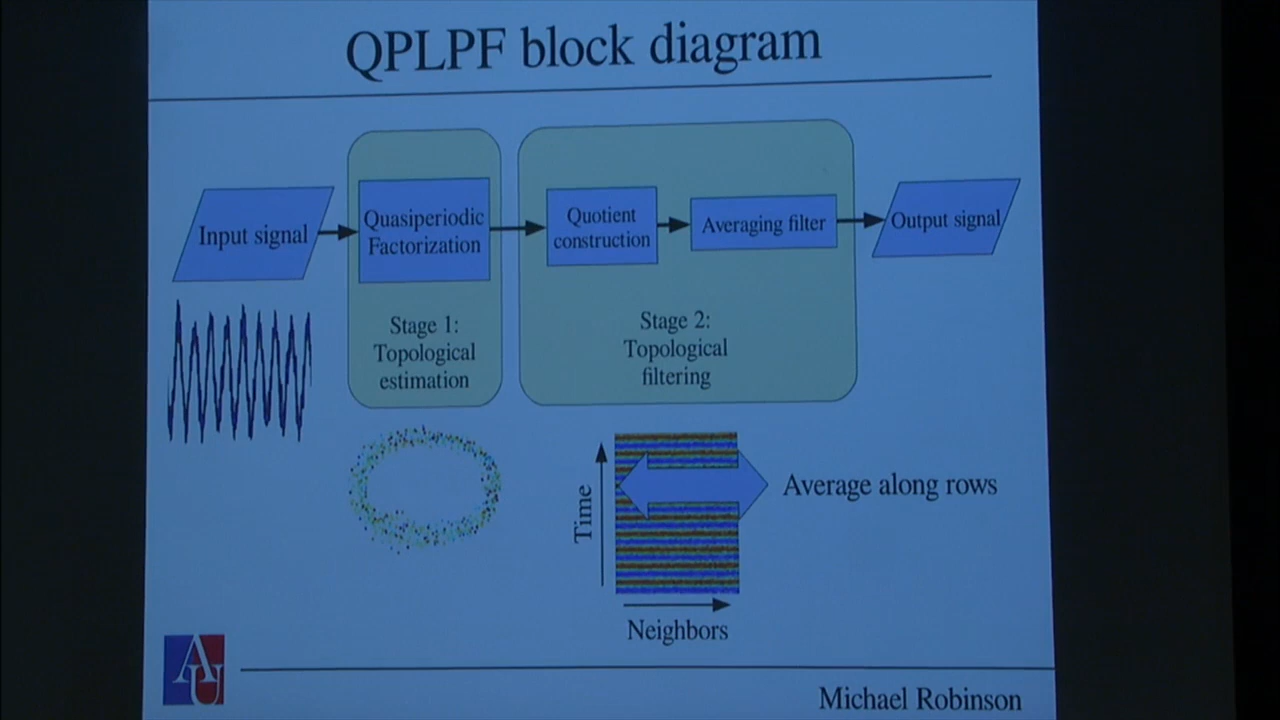 QPLPF block diagram
Input signal
Quasiperiodic
Factorization
Quotient
construction
Averaging filter
Output signal
Stage 1:
Topological
estimation
Stage 2:
Topological
filtering
Time
Average along rows
Neighbors
AU
Michael Robinson